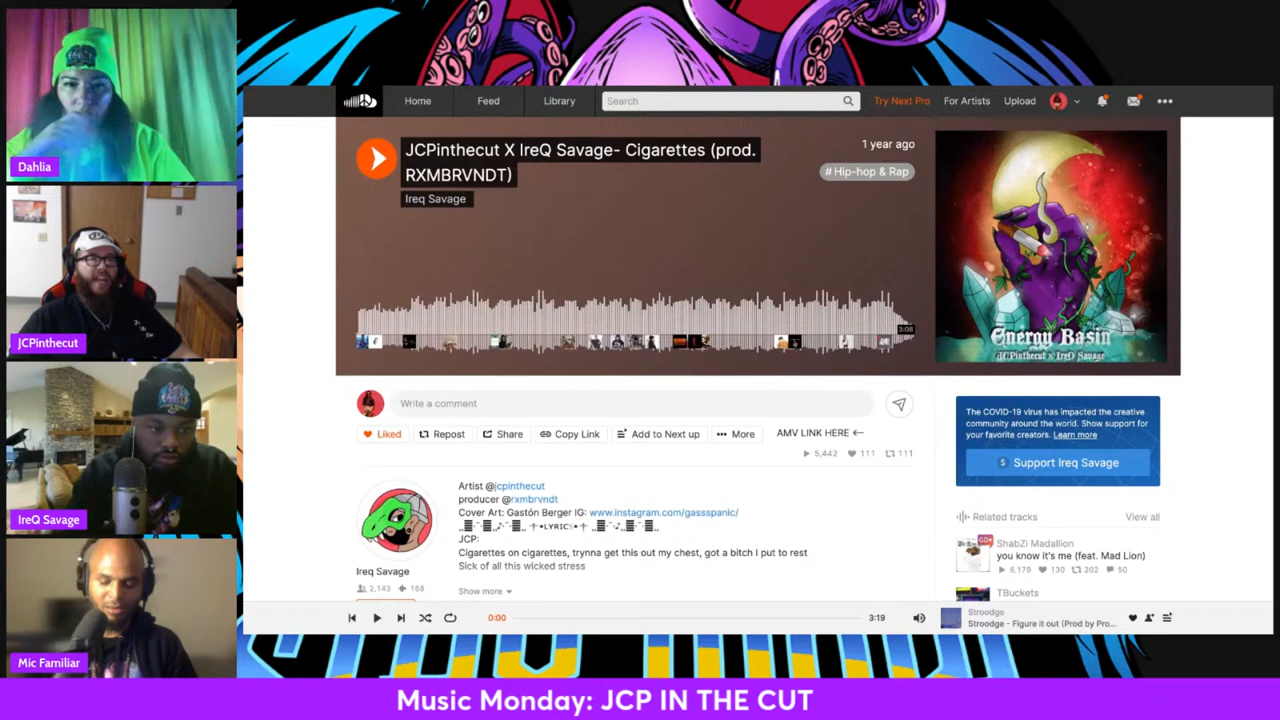 Dahlia
JCPinthecut
IreQ Savage
Mic Familiar
Home
Feed
Library
Search
Try Next Pro
For Artists
Upload
JCPinthecut X IreQ Savage- Cigarettes (prod.
RXMBRVNDT)
Ireq Savage
1 year ago
# Hip-hop & Rap
3:08
Energy Basin
JCPinthecut x IreQ Savage
Write a comment
Liked
Repost
Share
Copy Link
Add to Next up
More
AMV LINK HERE <--
5,442
111
111
Artist @jcpinthecut
producer @rxmbrvndt
Cover Art: Gastón Berger IG: www.instagram.com/gassspanic/
•LYRICS•
JCP:
Cigarettes on cigarettes, trynna get this out my chest, got a bitch I put to rest
Sick of all this wicked stress
Show more
Ireq Savage
2,143
168
The COVID-19 virus has impacted the creative
community around the world. Show support for
your favorite creators. Learn more
Support Ireq Savage
Related tracks
View all
ShabZi Madallion
you know it's me (feat. Mad Lion)
6,179
130
202
50
TBuckets
0:00
3:19
Stroodge
Stroodge - Figure it out (Prod by Pro...
Music Monday: JCP IN THE CUT